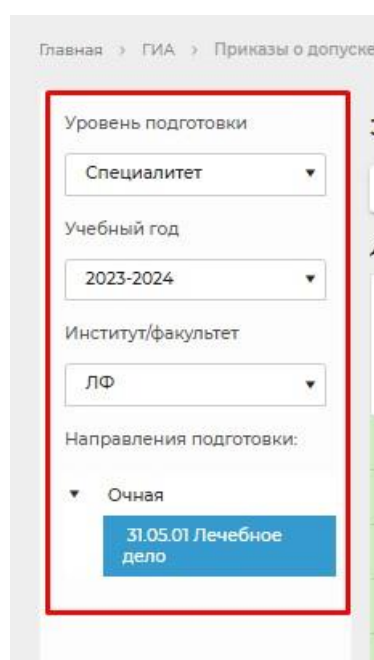 Главная > ГИА > Приказы о допуске
Уровень подготовки
Специалитет
Учебный год
2023-2024
Институт/факультет
ЛФ
Направления подготовки:
Очная
31.05.01 Лечебное
дело